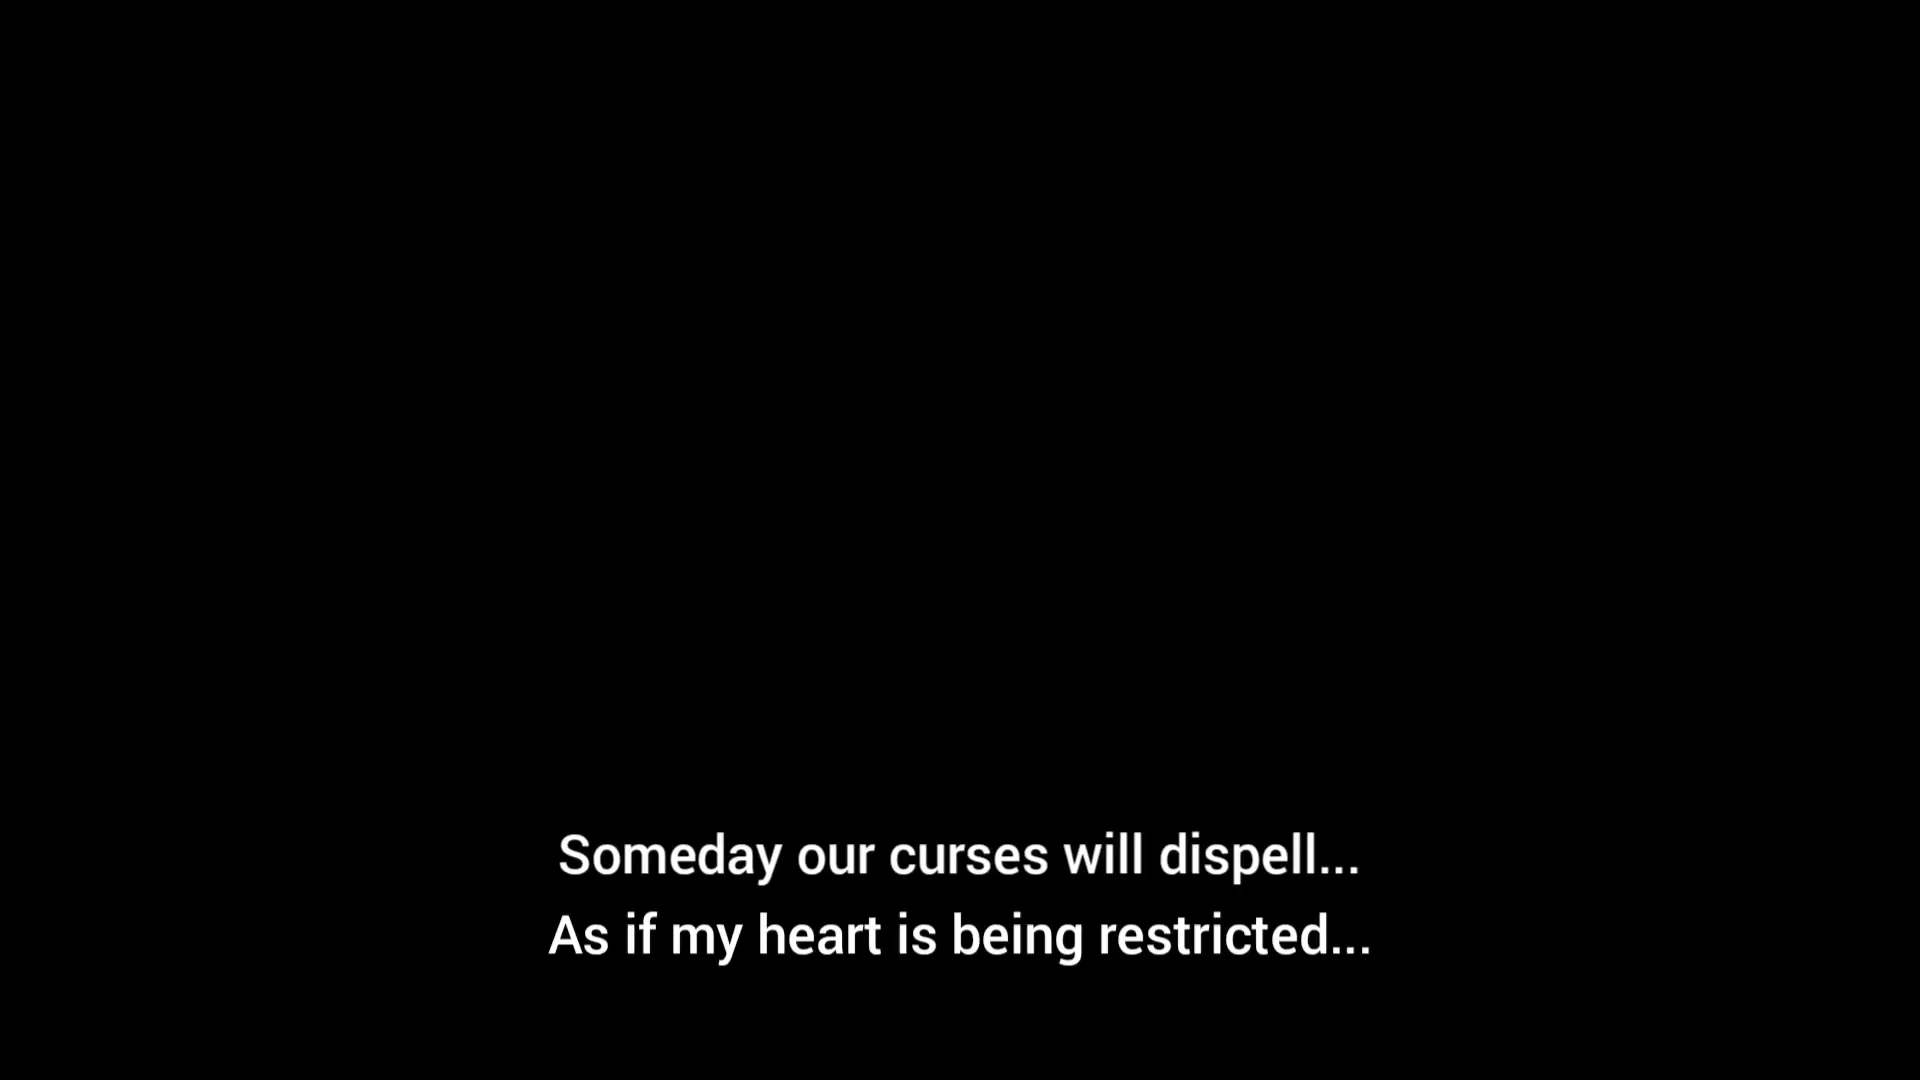 Someday our curses will dispell...
As if my heart is being restricted...